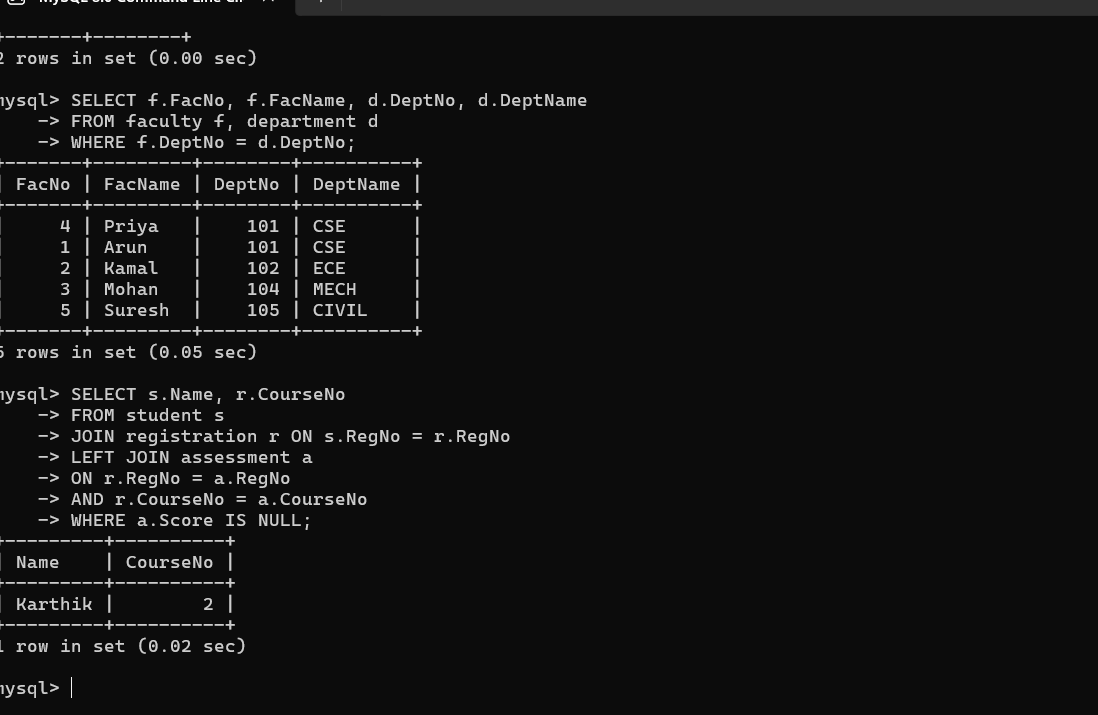 +-------+--------+
2 rows in set (0.00 sec)
mysql> SELECT f.FacNo, f.FacName, d.DeptNo, d.DeptName
    -> FROM faculty f, department d
    -> WHERE f.DeptNo = d.DeptNo;
+-------+---------+--------+----------+
| FacNo | FacName | DeptNo | DeptName |
+-------+---------+--------+----------+
|     4 | Priya   |    101 | CSE      |
|     1 | Arun    |    101 | CSE      |
|     2 | Kamal   |    102 | ECE      |
|     3 | Mohan   |    104 | MECH     |
|     5 | Suresh  |    105 | CIVIL    |
+-------+---------+--------+----------+
5 rows in set (0.05 sec)
mysql> SELECT s.Name, r.CourseNo
    -> FROM student s
    -> JOIN registration r ON s.RegNo = r.RegNo
    -> LEFT JOIN assessment a
    -> ON r.RegNo = a.RegNo
    -> AND r.CourseNo = a.CourseNo
    -> WHERE a.Score IS NULL;
+---------+----------+
| Name    | CourseNo |
+---------+----------+
| Karthik |        2 |
+---------+----------+
1 row in set (0.02 sec)
mysql>